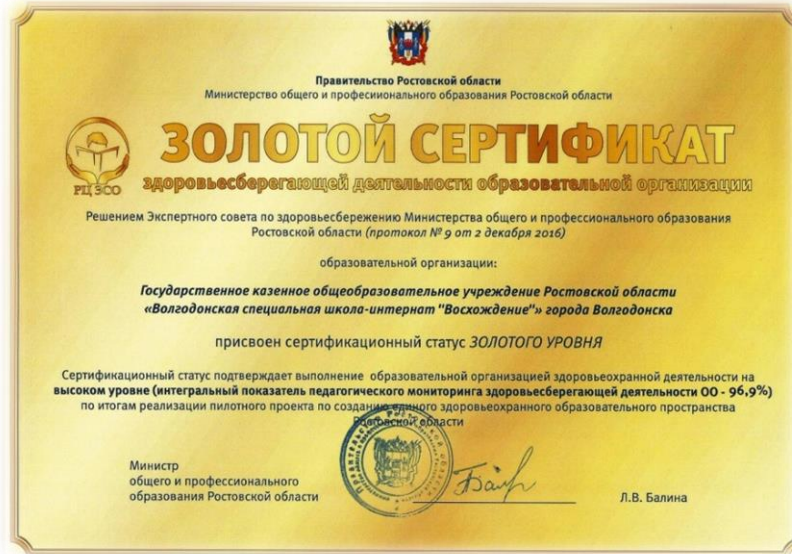 Правительство Ростовской области
Министерство общего и професиионального образования Ростовской области
РЦ ЗСО
ЗОЛОТОЙ СЕРТИФИКАТ
здоровьесберегающей деятельности образовательной организации
Решением Экспертного совета по здоровьесбережению Министерства общего и профессионального образования
Ростовской области (протокол № 9 от 2 декабря 2016)
образовательной организации:
Государственное казенное общеобразовательное учреждение Ростовской области
«Волгодонская специальная школа-интернат "Восхождение"» города Волгодонска
присвоен сертификационный статус ЗОЛОТОГО УРОВНЯ
Сертификационный статус подтверждает выполнение образовательной организацией здоровьеохранной деятельности на
высоком уровне (интегральный показатель педагогического мониторинга здоровьесберегающей деятельности ОО - 96,9%)
по итогам реализации пилотного проекта по созданию единого здоровьеохранного образовательного пространства
Ростовской области
Министр
общего и профессионального
образования Ростовской области
Л.В. Балина